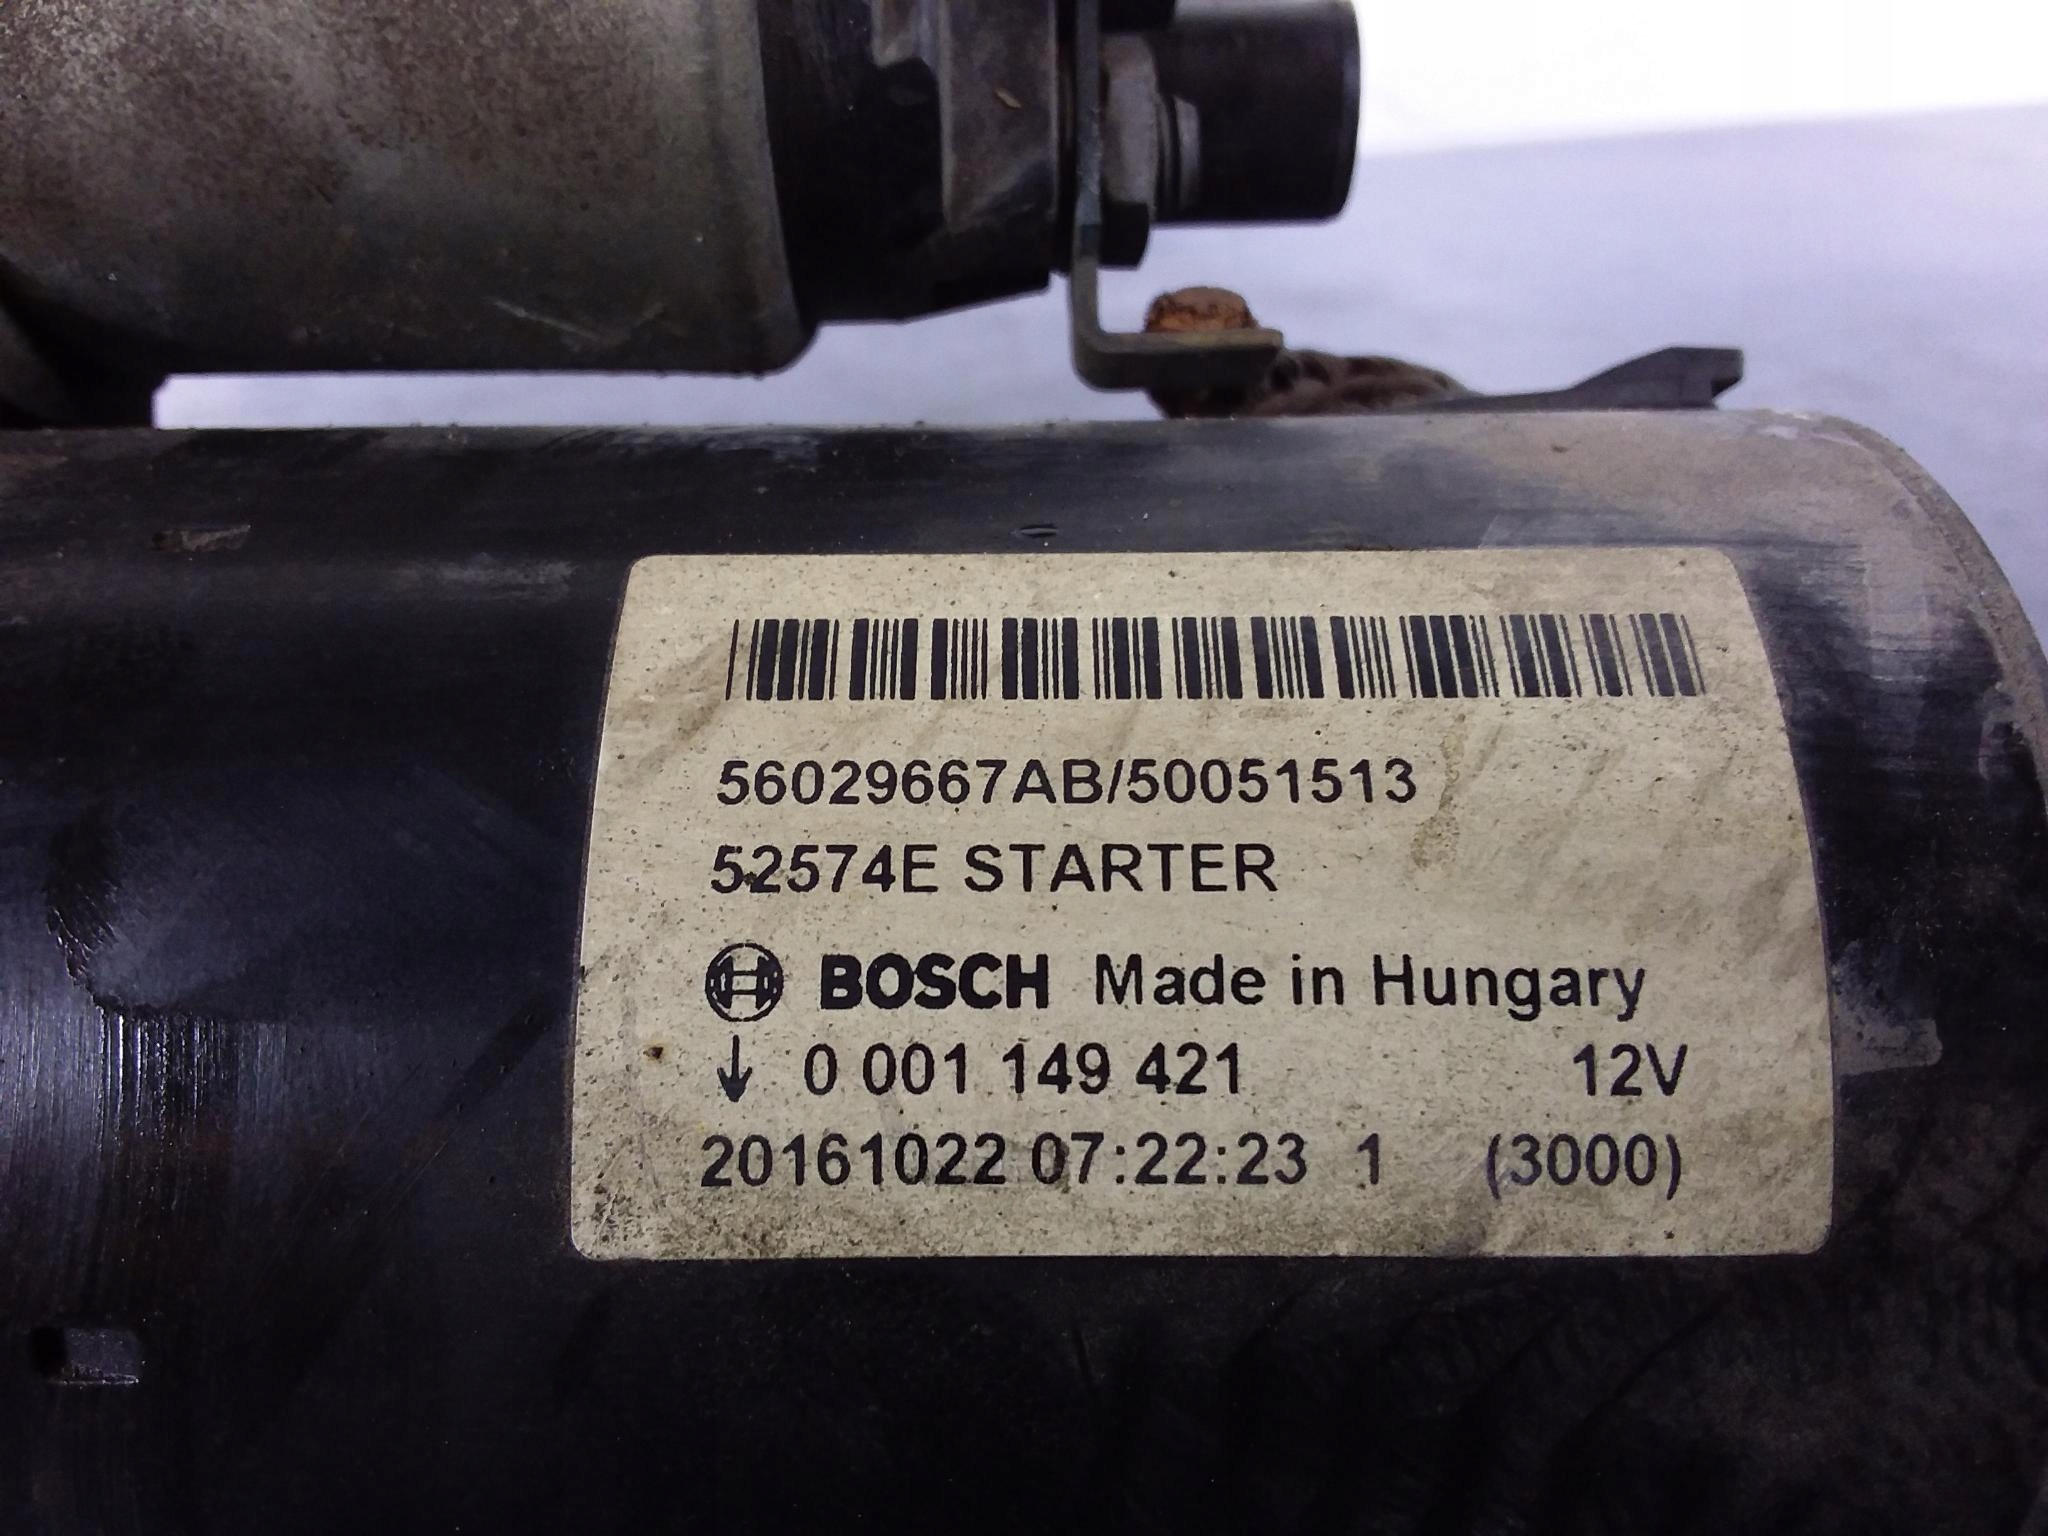 56029667AB/50051513
52574E STARTER
BOSCH Made in Hungary
↓ 0 001 149 421 12V
20161022 07:22:23 1 (3000)